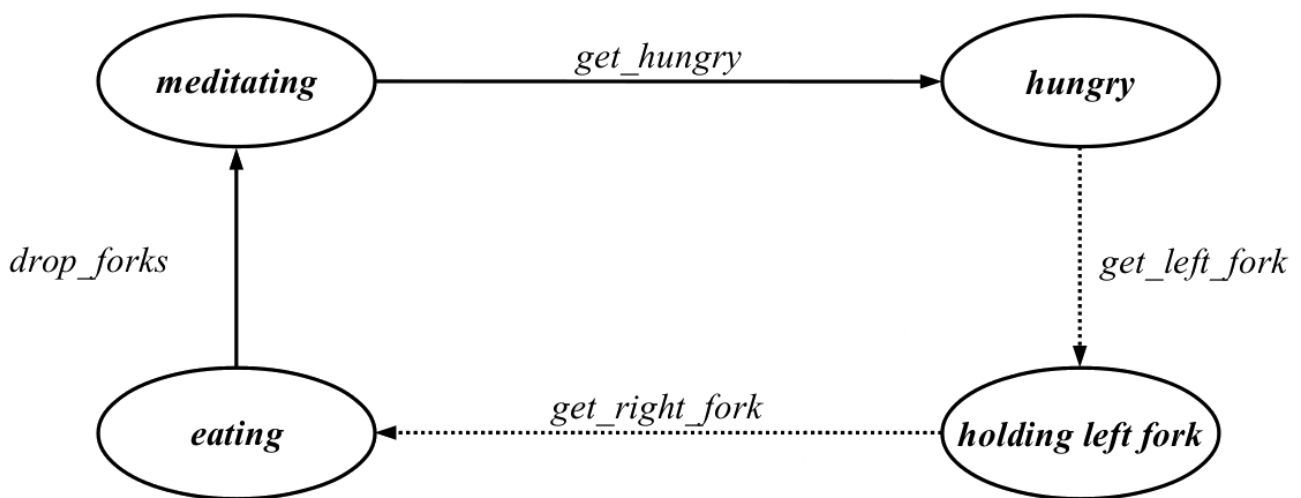 get_hungry
meditating
hungry
drop_forks
get_left_fork
get_right_fork
eating
holding left fork